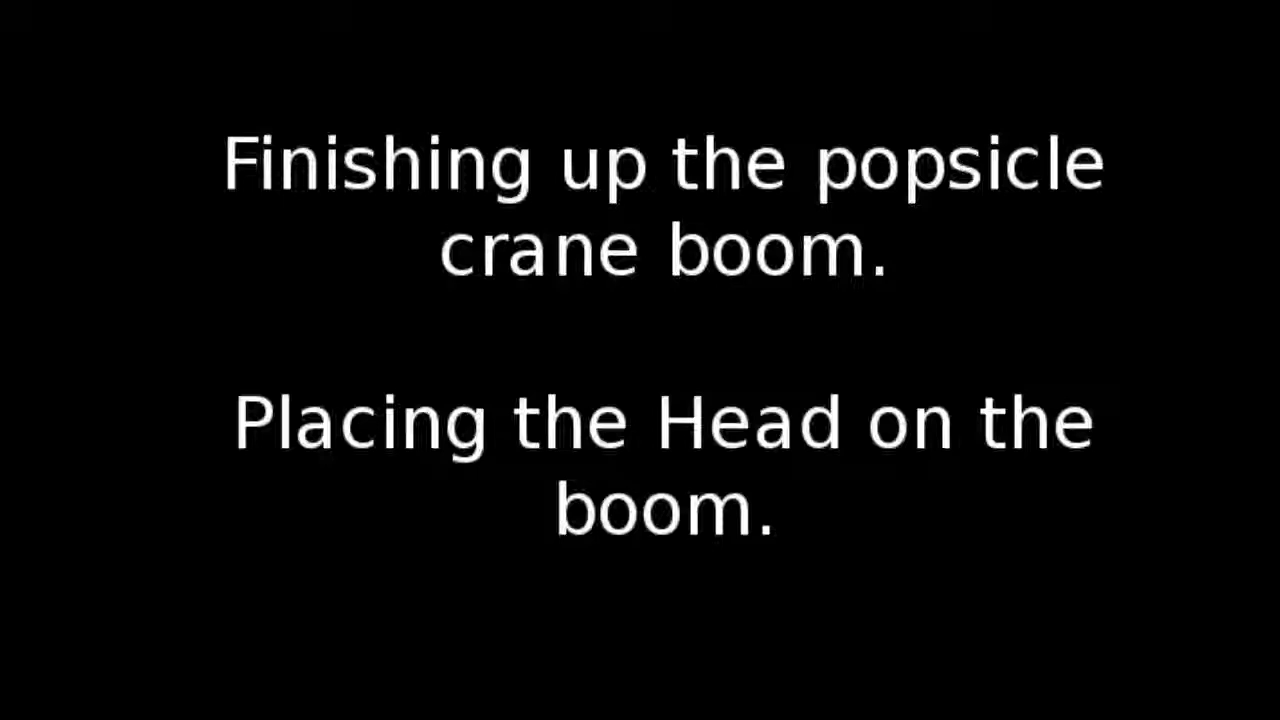 Finishing up the popsicle
crane boom.
Placing the Head on the
boom.